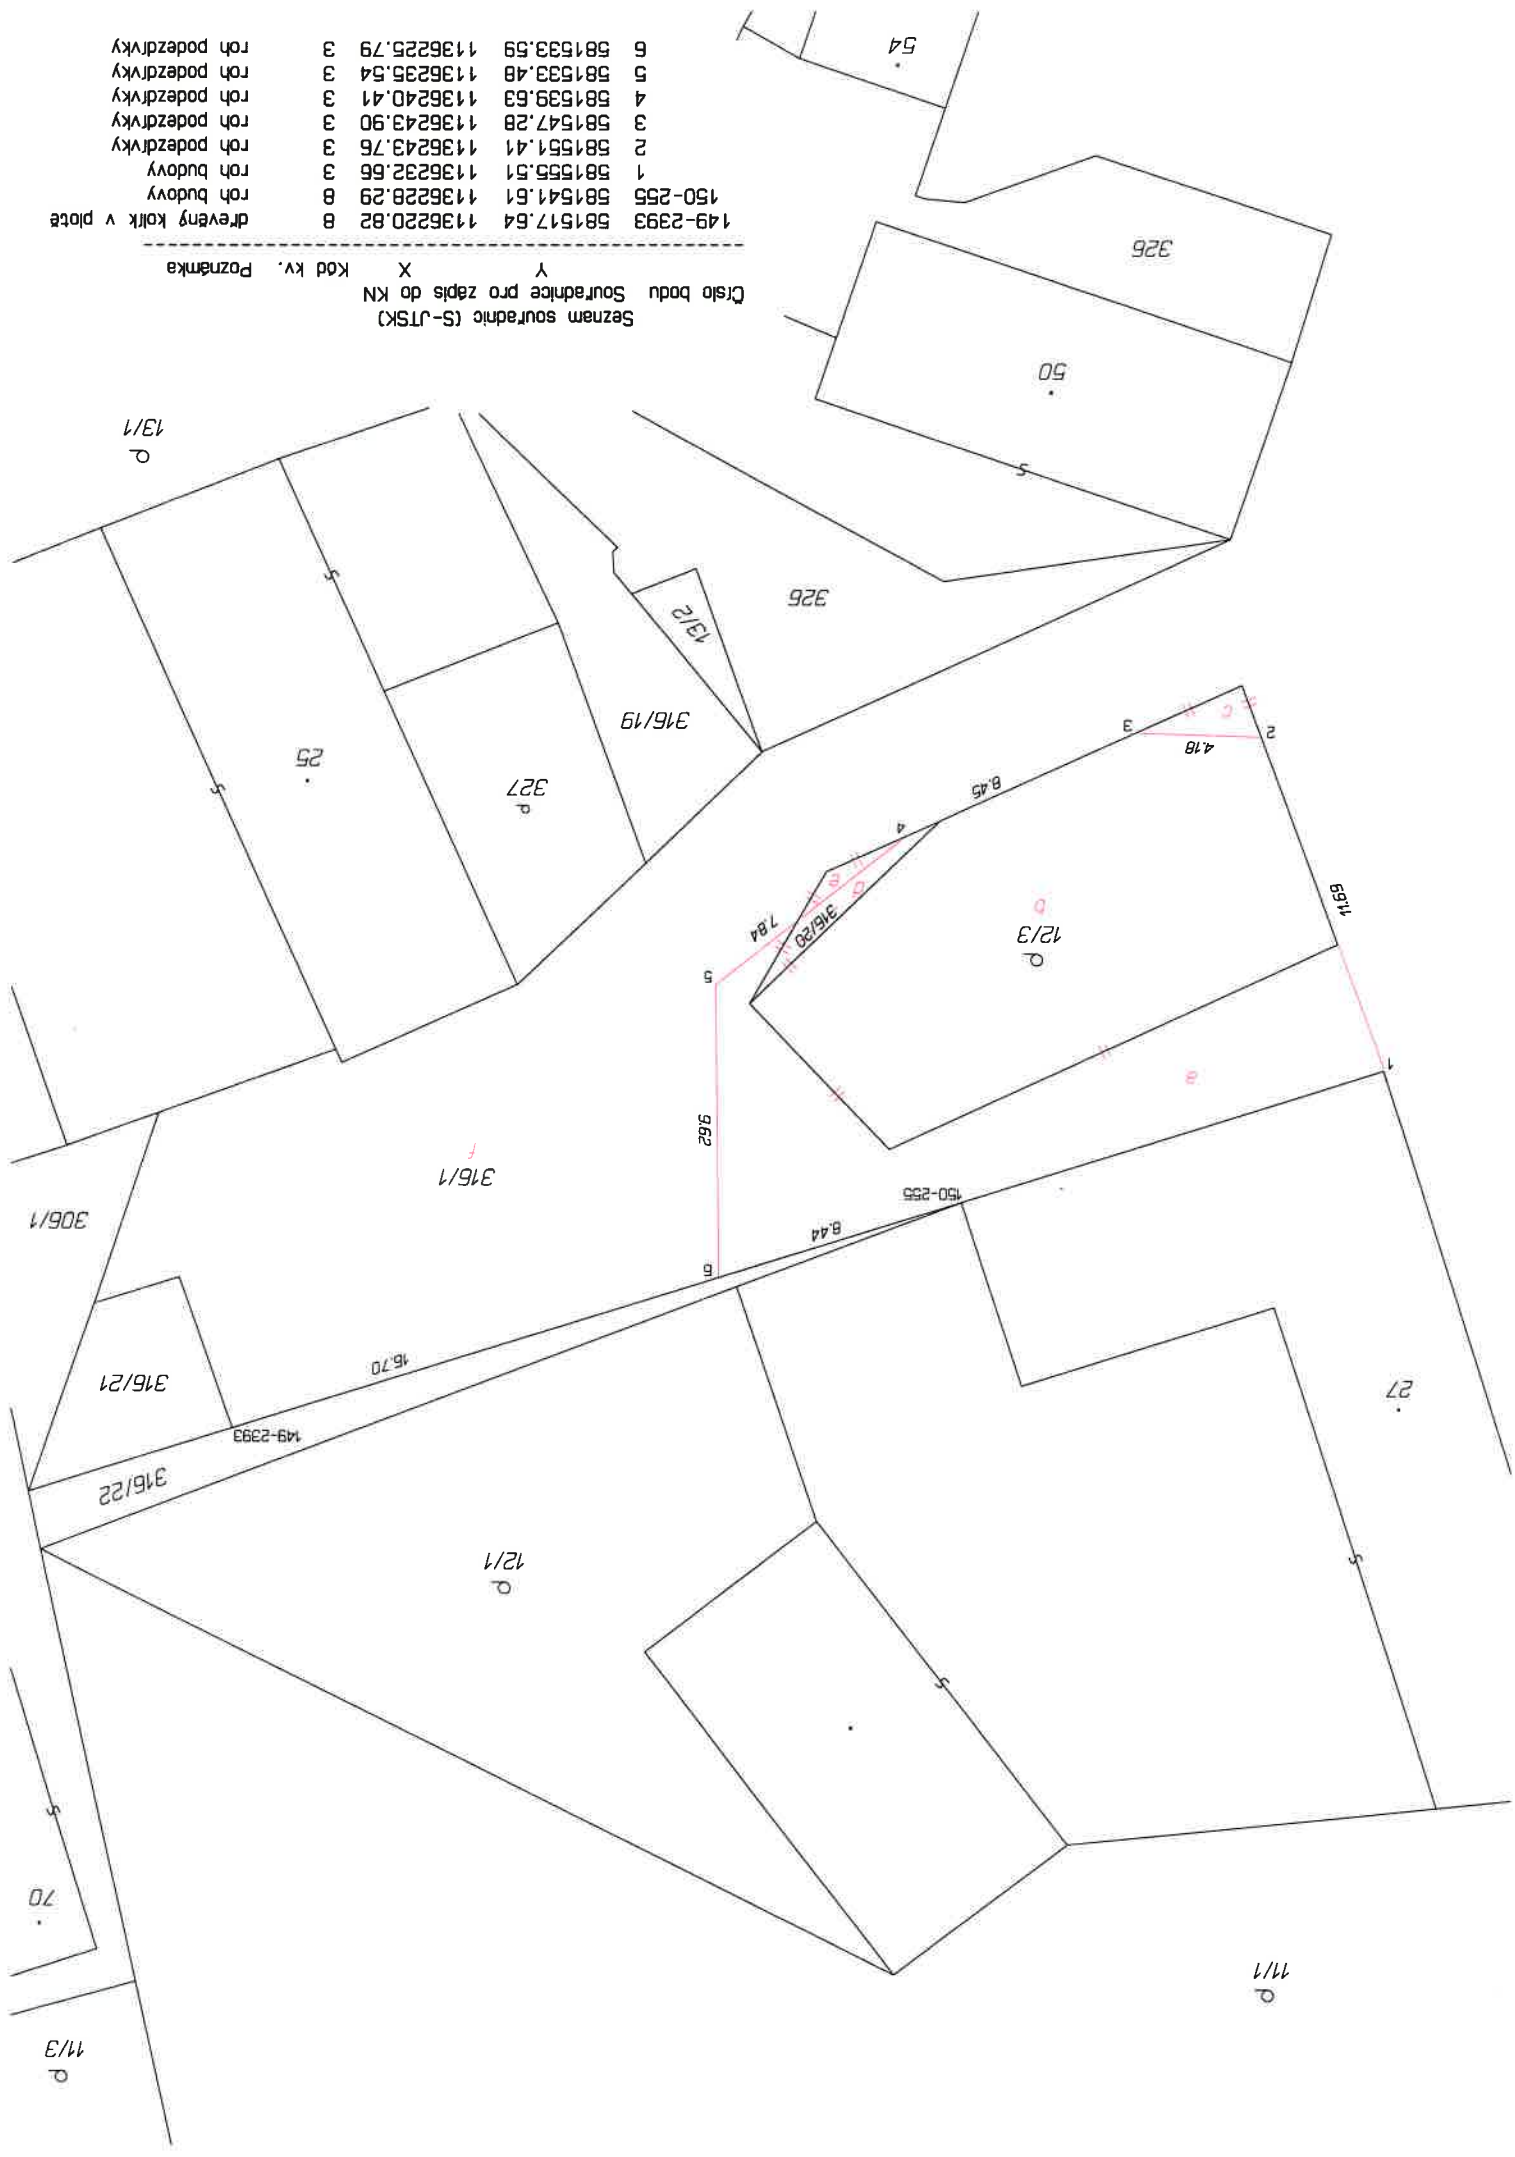 11/3
11/1
70
12/1
27
316/22
316/21
149-2393
16.70
306/1
8.44
6
150-255
316/1
f
9.62
a
1
5
12/3
b
11.69
7.84
316/20
d
e
4
8.45
4.18
3
2
c
327
25
316/19
13/2
326
13/1
50
326
54
Seznam souřadnic (S-JTSK)
Číslo bodu Souřadnice pro zápis do KN
Y X Kód kv. Poznámka
149-2393 581517.64 1136220.82 8 dřevěný kolík v plotě
150-255 581541.61 1136228.29 8 roh budovy
1 581555.51 1136232.66 3 roh budovy
2 581551.41 1136243.76 3 roh podezdívky
3 581547.28 1136243.90 3 roh podezdívky
4 581539.63 1136240.41 3 roh podezdívky
5 581533.48 1136235.54 3 roh podezdívky
6 581533.59 1136225.79 3 roh podezdívky